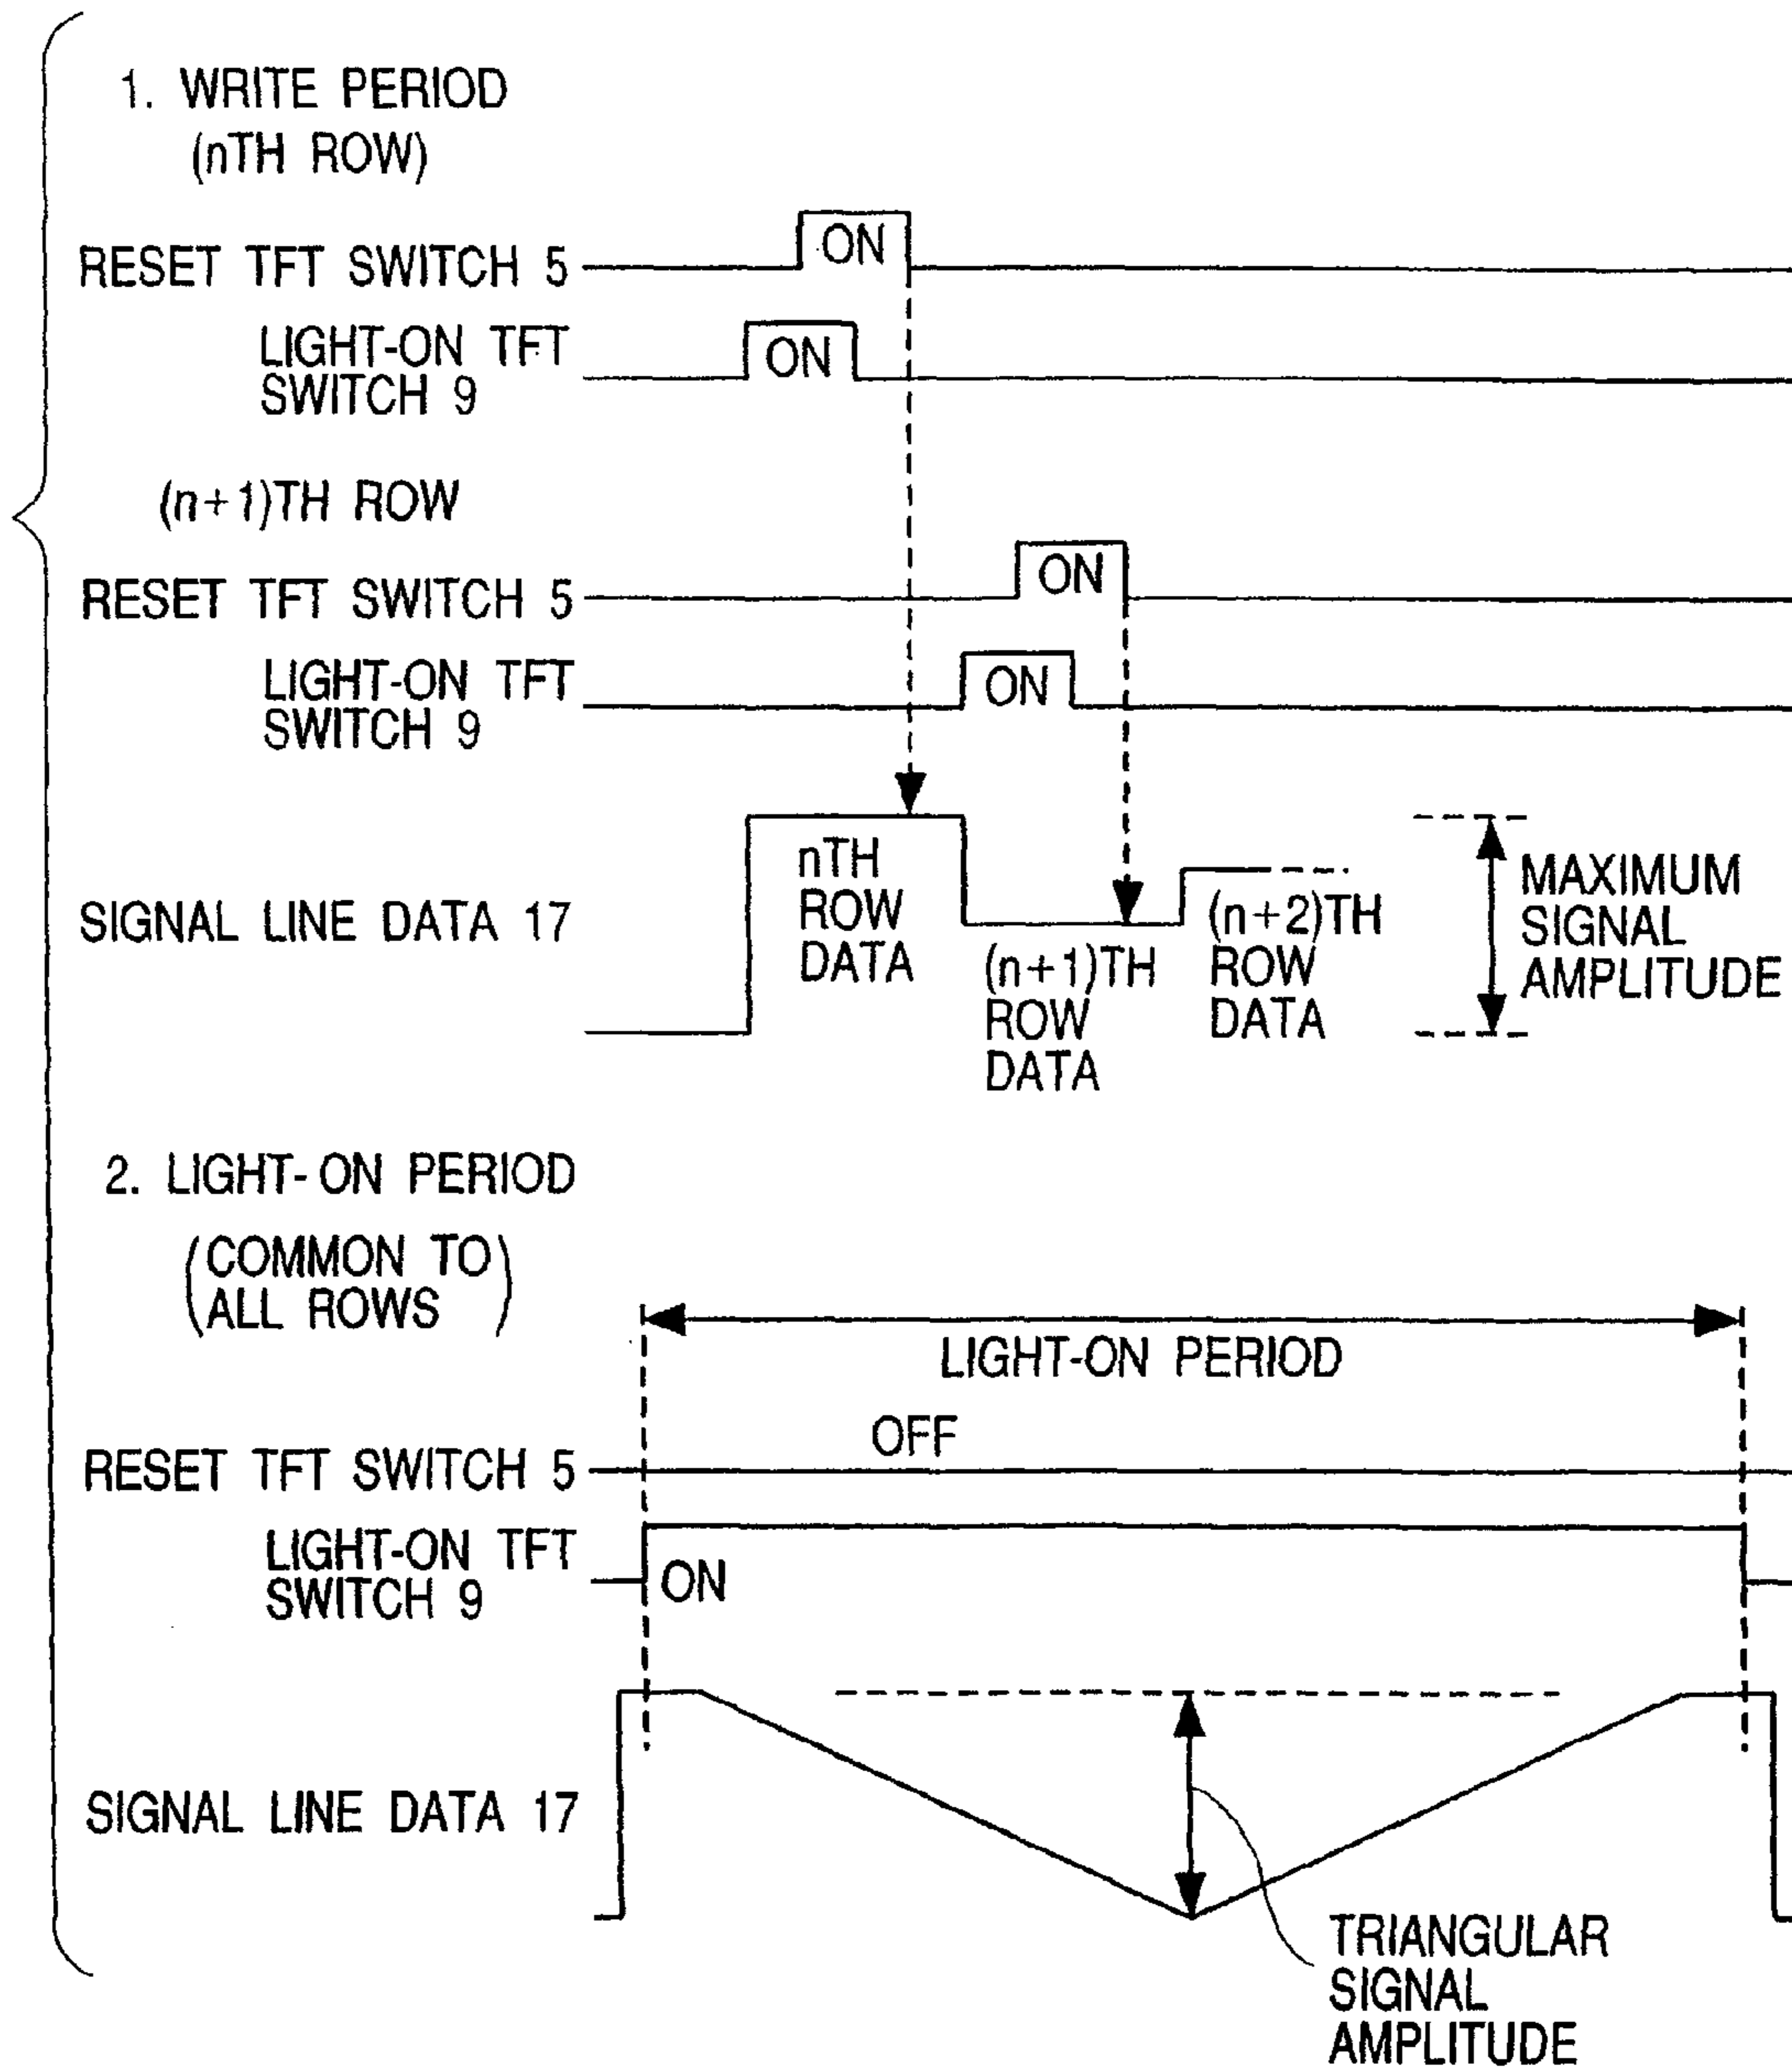 1. WRITE PERIOD
(nTH ROW)
RESET TFT SWITCH 5
ON
LIGHT-ON TFT
SWITCH 9
ON
(n+1)TH ROW
RESET TFT SWITCH 5
ON
LIGHT-ON TFT
SWITCH 9
ON
SIGNAL LINE DATA 17
nTH
ROW
DATA
(n+1)TH
ROW
DATA
(n+2)TH
ROW
DATA
MAXIMUM
SIGNAL
AMPLITUDE
2. LIGHT-ON PERIOD
(COMMON TO
ALL ROWS)
LIGHT-ON PERIOD
RESET TFT SWITCH 5
OFF
LIGHT-ON TFT
SWITCH 9
ON
SIGNAL LINE DATA 17
TRIANGULAR
SIGNAL
AMPLITUDE